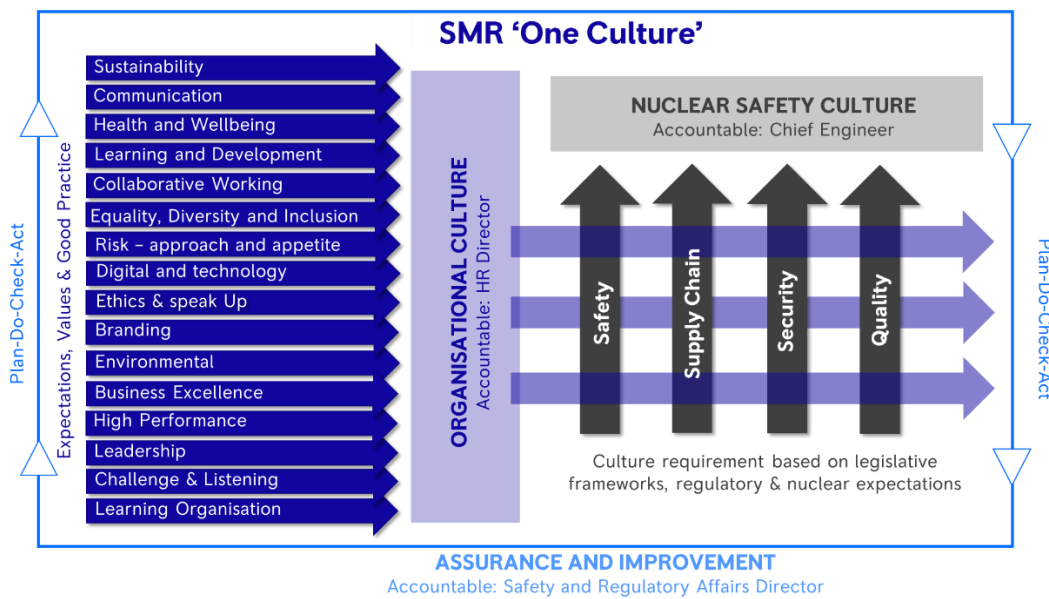 SMR ‘One Culture’
Plan-Do-Check-Act
Expectations, Values & Good Practice
Sustainability
Communication
Health and Wellbeing
Learning and Development
Collaborative Working
Equality, Diversity and Inclusion
Risk – approach and appetite
Digital and technology
Ethics & speak Up
Branding
Environmental
Business Excellence
High Performance
Leadership
Challenge & Listening
Learning Organisation
ORGANISATIONAL CULTURE
Accountable: HR Director
NUCLEAR SAFETY CULTURE
Accountable: Chief Engineer
Safety
Supply Chain
Security
Quality
Culture requirement based on legislative
frameworks, regulatory & nuclear expectations
Plan-Do-Check-Act
ASSURANCE AND IMPROVEMENT
Accountable: Safety and Regulatory Affairs Director